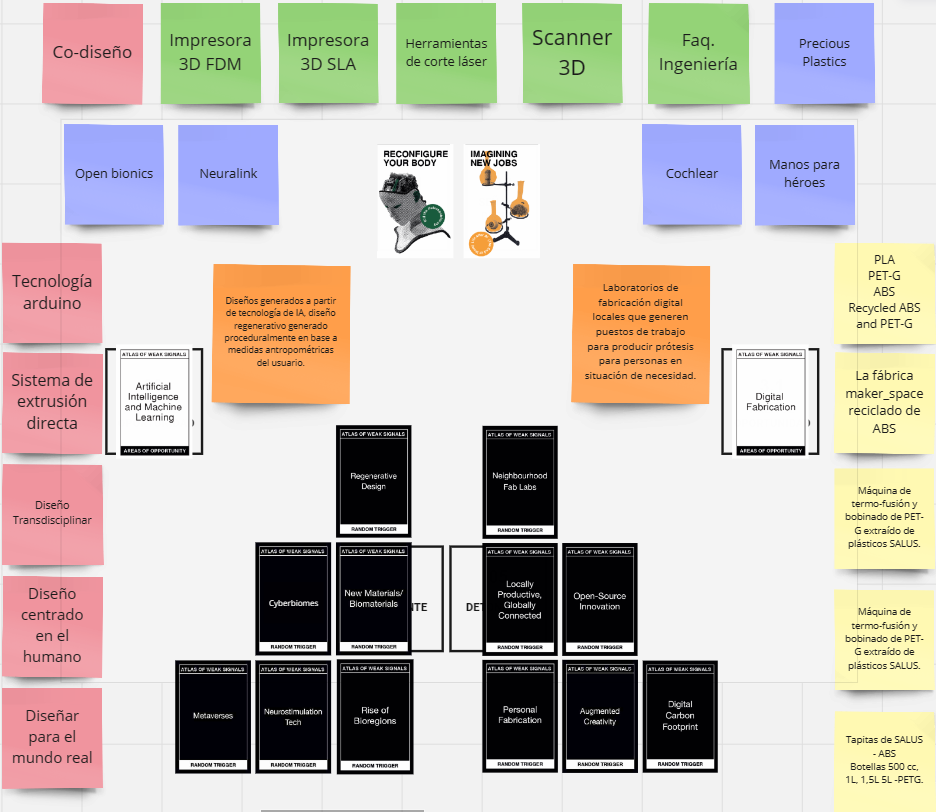 Co-diseño
Impresora
3D FDM
Impresora
3D SLA
Herramientas
de corte láser
Scanner
3D
Faq.
Ingeniería
Precious
Plastics
Open bionics
Neuralink
RECONFIGURE
YOUR BODY
IMAGINING
NEW JOBS
Cochlear
Manos para
héroes
Tecnología
arduino
Diseños generados a partir
de tecnología de IA, diseño
regenerativo generado
proceduralmente en base a
medidas antropométricas
del usuario.
Laboratorios de
fabricación digital
locales que generen
puestos de trabajo
para producir prótesis
para personas en
situación de necesidad.
PLA
PET-G
ABS
Recycled ABS
and PET-G
Sistema de
extrusión
directa
ATLAS OF WEAK SIGNALS
Artificial
Intelligence
and Machine
Learning
AREAS OF OPPORTUNITY
ATLAS OF WEAK SIGNALS
Digital
Fabrication
AREAS OF OPPORTUNITY
La fábrica
maker_space
reciclado de
ABS
ATLAS OF WEAK SIGNALS
Regenerative
Design
RANDOM TRIGGER
ATLAS OF WEAK SIGNALS
Neighbourhood
Fab Labs
RANDOM TRIGGER
Diseño
Transdisciplinar
Máquina de
termo-fusión y
bobinado de PET-
G extraído de
plásticos SALUS.
ATLAS OF WEAK SIGNALS
Cyberbiomes
RANDOM TRIGGER
ATLAS OF WEAK SIGNALS
New Materials/
Biomaterials
RANDOM TRIGGER
NTE
DET
ATLAS OF WEAK SIGNALS
Locally
Productive,
Globally
Connected
RANDOM TRIGGER
ATLAS OF WEAK SIGNALS
Open-Source
Innovation
RANDOM TRIGGER
Diseño
centrado
en el
humano
Máquina de
termo-fusión y
bobinado de PET-
G extraído de
plásticos SALUS.
ATLAS OF WEAK SIGNALS
Metaverses
RANDOM TRIGGER
ATLAS OF WEAK SIGNALS
Neurostimulation
Tech
RANDOM TRIGGER
ATLAS OF WEAK SIGNALS
Rise of
Bioregions
RANDOM TRIGGER
ATLAS OF WEAK SIGNALS
Personal
Fabrication
RANDOM TRIGGER
ATLAS OF WEAK SIGNALS
Augmented
Creativity
RANDOM TRIGGER
ATLAS OF WEAK SIGNALS
Digital
Carbon
Footprint
RANDOM TRIGGER
Diseñar
para el
mundo real
Tapitas de SALUS
- ABS
Botellas 500 cc,
1L, 1,5L 5L -PETG.